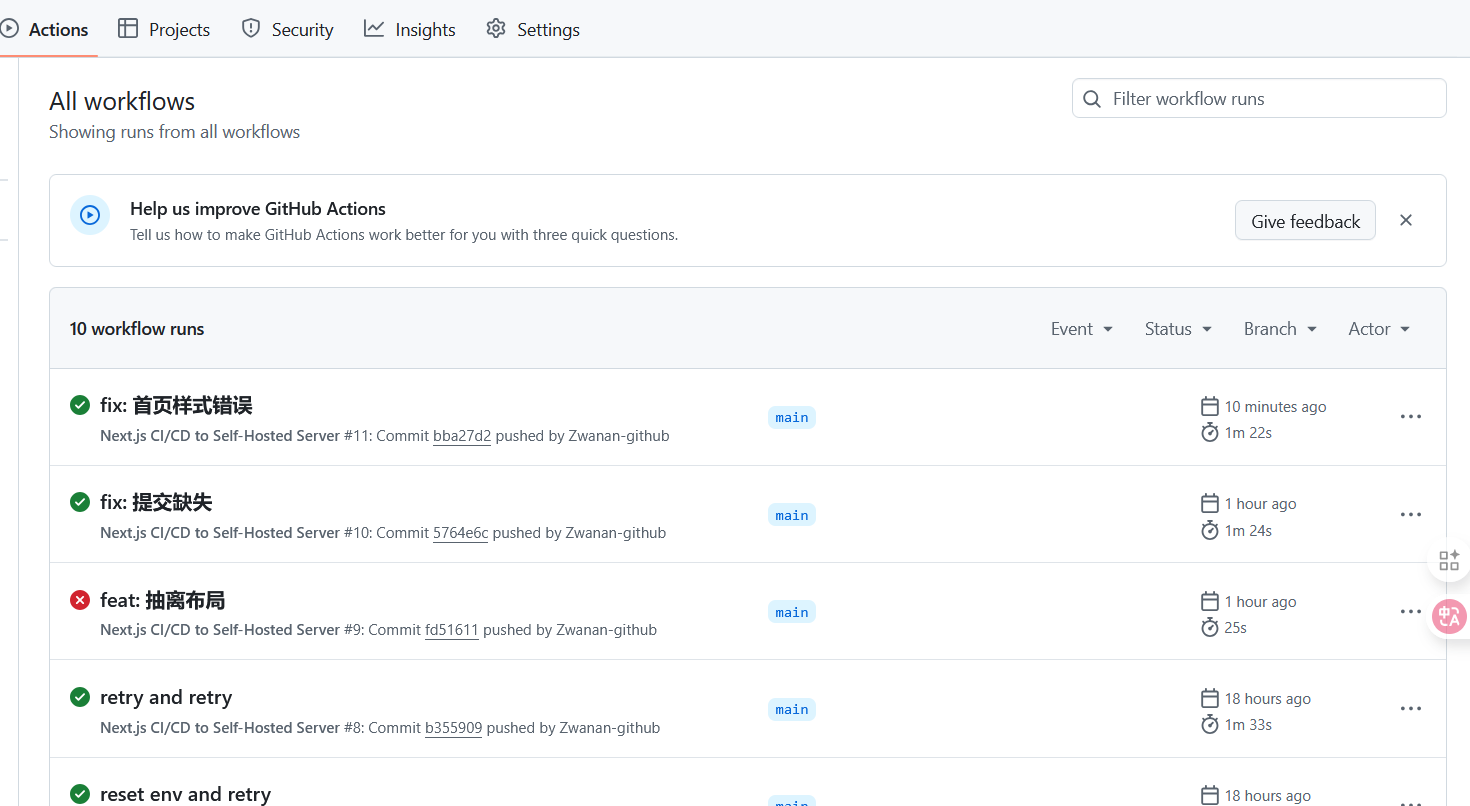 Actions Projects Security Insights Settings
All workflows
Filter workflow runs
Showing runs from all workflows
Help us improve GitHub Actions
Tell us how to make GitHub Actions work better for you with three quick questions.
Give feedback
10 workflow runs
Event Status Branch Actor
fix: 首页样式错误
Next.js CI/CD to Self-Hosted Server #11: Commit bba27d2 pushed by Zwanan-github
main
10 minutes ago
1m 22s
fix: 提交缺失
Next.js CI/CD to Self-Hosted Server #10: Commit 5764e6c pushed by Zwanan-github
main
1 hour ago
1m 24s
feat: 抽离布局
Next.js CI/CD to Self-Hosted Server #9: Commit fd51611 pushed by Zwanan-github
main
1 hour ago
25s
中A
retry and retry
Next.js CI/CD to Self-Hosted Server #8: Commit b355909 pushed by Zwanan-github
main
18 hours ago
1m 33s
reset env and retry
main
18 hours ago